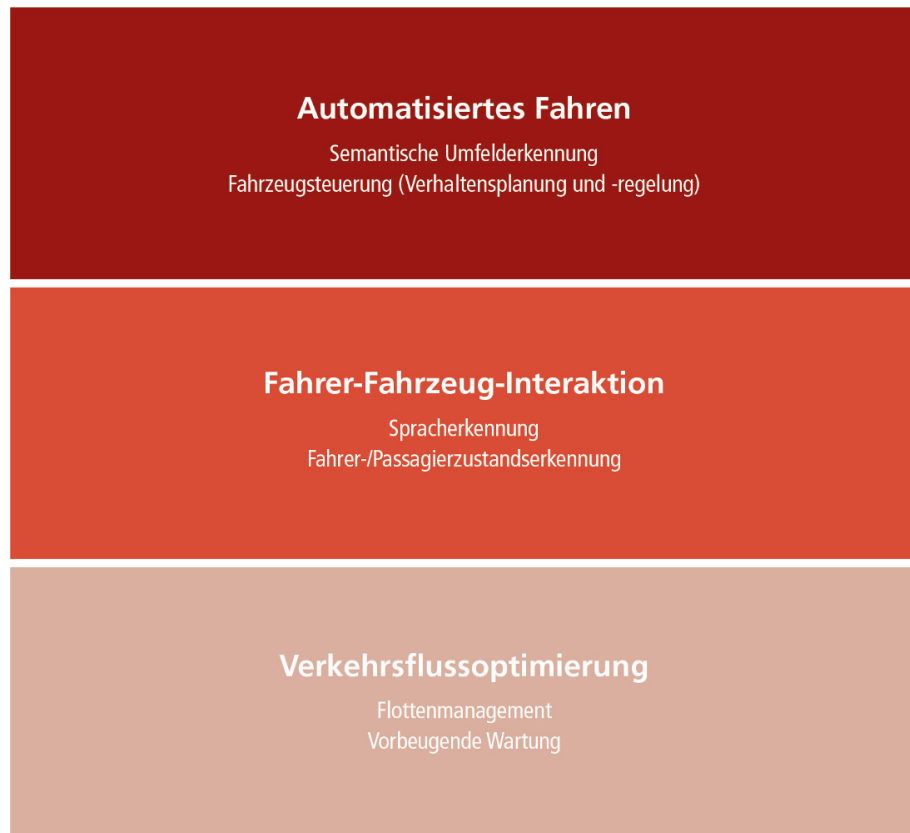 Automatisiertes Fahren
Semantische Umfelderkennung
Fahrzeugsteuerung (Verhaltensplanung und -regelung)
Fahrer-Fahrzeug-Interaktion
Spracherkennung
Fahrer-/Passagierzustandserkennung
Verkehrsflussoptimierung
Flottenmanagement
Vorbeugende Wartung